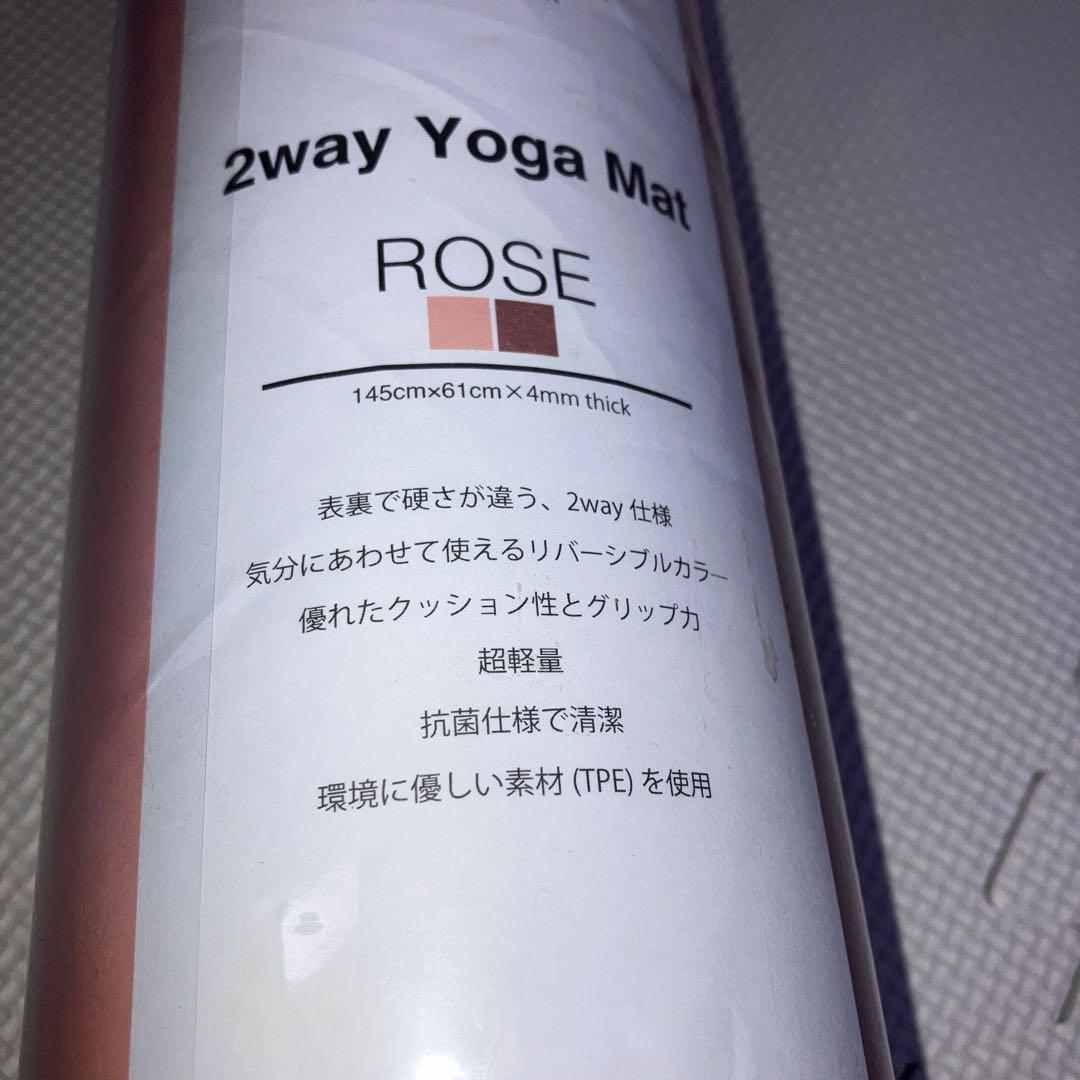 2way Yoga Mat
ROSE
145cm×61cm×4mm thick
表裏で硬さが違う、2way 仕様
気分にあわせて使えるリバーシブルカラー
優れたクッション性とグリップ力
超軽量
抗菌仕様で清潔
環境に優しい素材 (TPE) を使用